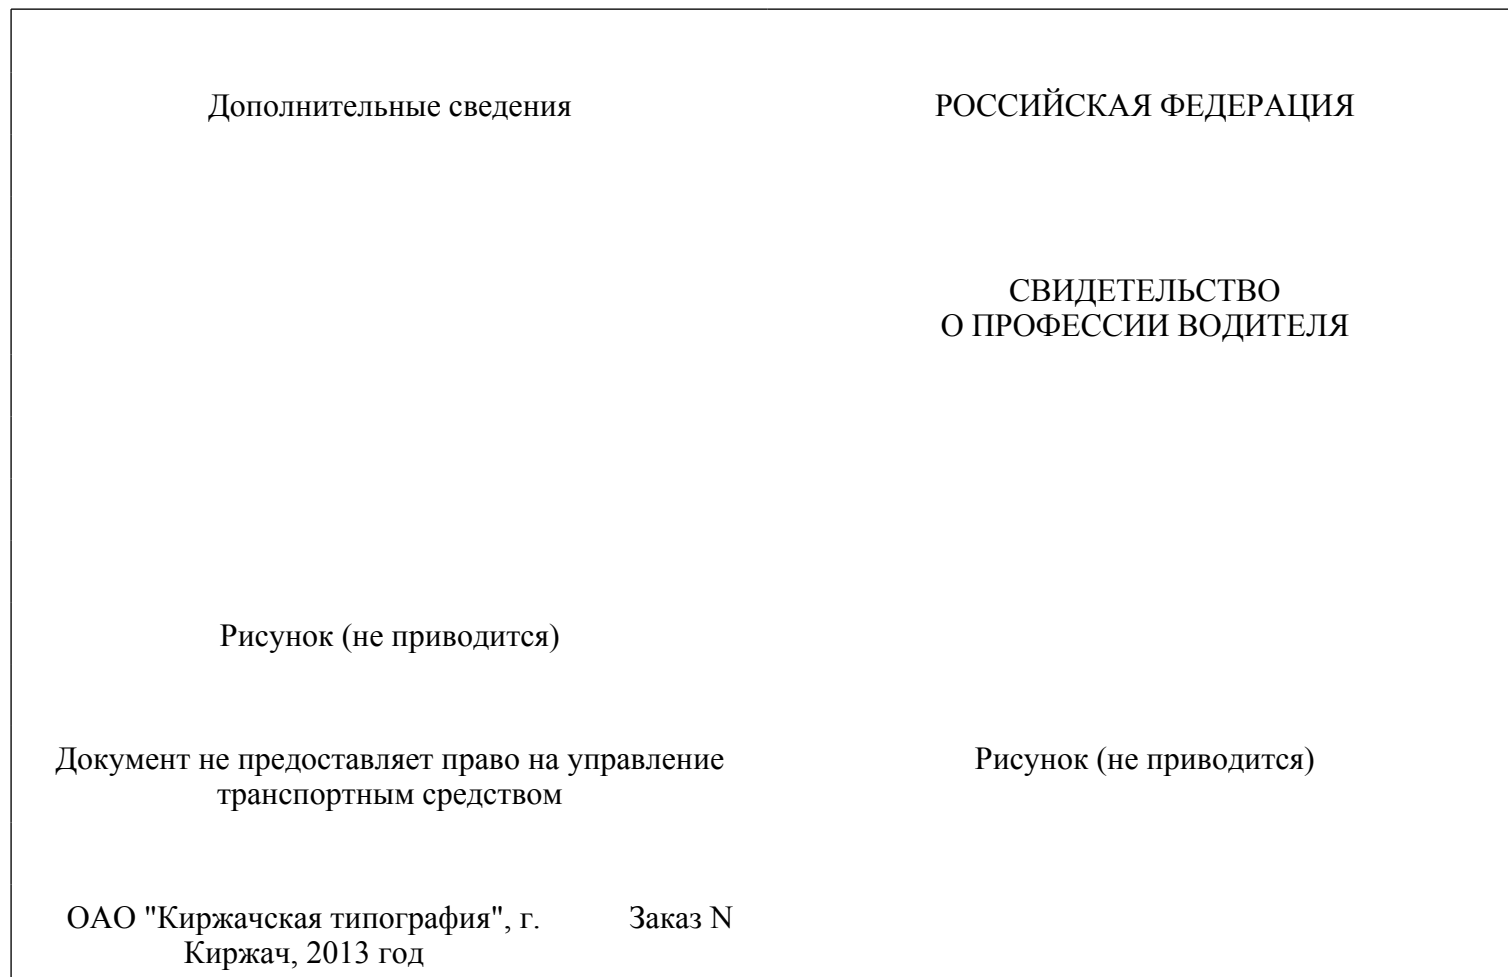 Дополнительные сведения
РОССИЙСКАЯ ФЕДЕРАЦИЯ
СВИДЕТЕЛЬСТВО
О ПРОФЕССИИ ВОДИТЕЛЯ
Рисунок (не приводится)
Документ не предоставляет право на управление
транспортным средством
Рисунок (не приводится)
ОАО "Киржачская типография", г.
Киржач, 2013 год
Заказ N